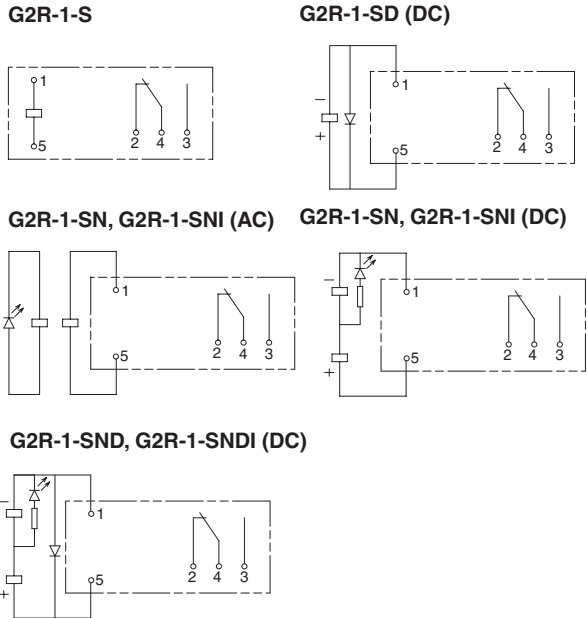 G2R-1-S
1
5
2 4 3
G2R-1-SD (DC)
−
+
1
5
2 4 3
G2R-1-SN, G2R-1-SNI (AC)
1
5
2 4 3
G2R-1-SN, G2R-1-SNI (DC)
−
+
1
5
2 4 3
G2R-1-SND, G2R-1-SNDI (DC)
−
+
1
5
2 4 3